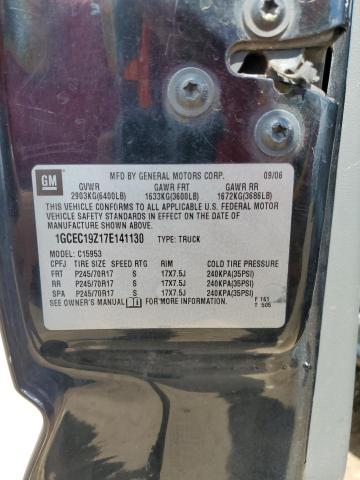 GM
MFD BY GENERAL MOTORS CORP. 09/06
GVWR GAWR FRT GAWR RR
2903KG(6400LB) 1633KG(3600LB) 1672KG(3686LB)
THIS VEHICLE CONFORMS TO ALL APPLICABLE U.S. FEDERAL MOTOR
VEHICLE SAFETY STANDARDS IN EFFECT ON THE DATE OF
MANUFACTURE SHOWN ABOVE.
1GCEC19Z17E141130 TYPE: TRUCK
MODEL: C15953
CPFJ TIRE SIZE SPEED RTG RIM COLD TIRE PRESSURE
FRT P245/70R17 S 17X7.5J 240KPA(35PSI)
RR P245/70R17 S 17X7.5J 240KPA(35PSI)
SPA P245/70R17 S 17X7.5J 240KPA(35PSI)
SEE OWNER'S MANUAL FOR MORE INFORMATION. F 161
T 505